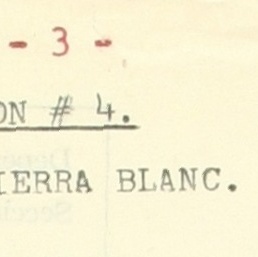 - 3 -
ON # 4.
IERRA BLANC.